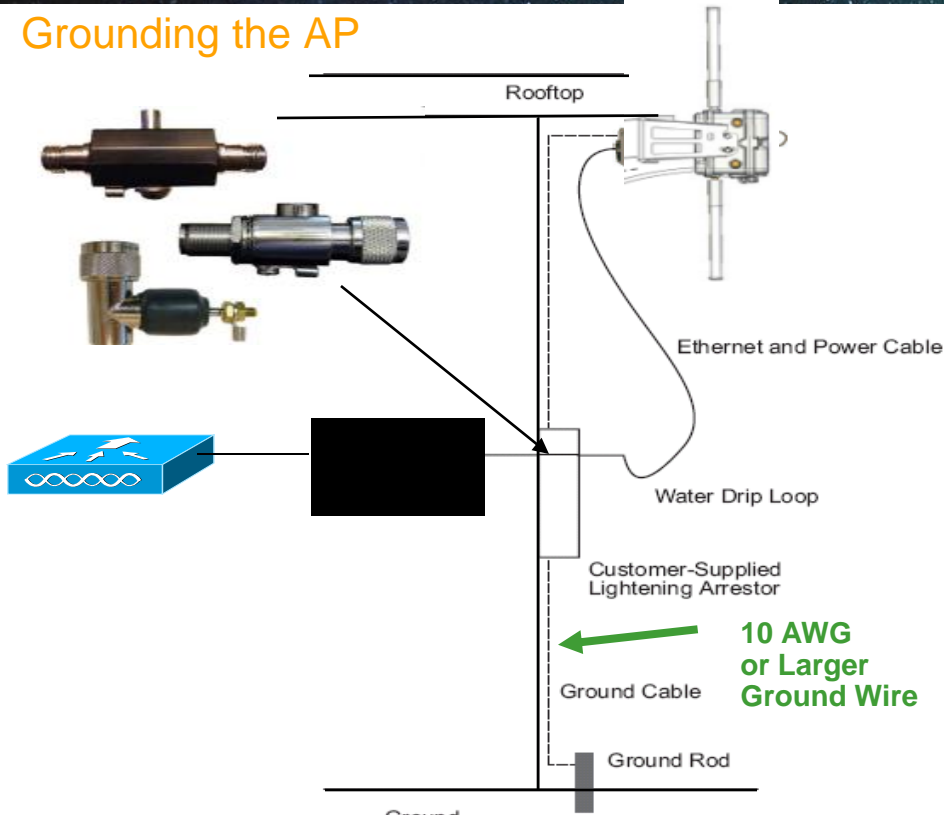 Grounding the AP
Rooftop
Ethernet and Power Cable
Water Drip Loop
Customer-Supplied
Lightening Arrestor
10 AWG
or Larger
Ground Wire
Ground Cable
Ground Rod
Ground